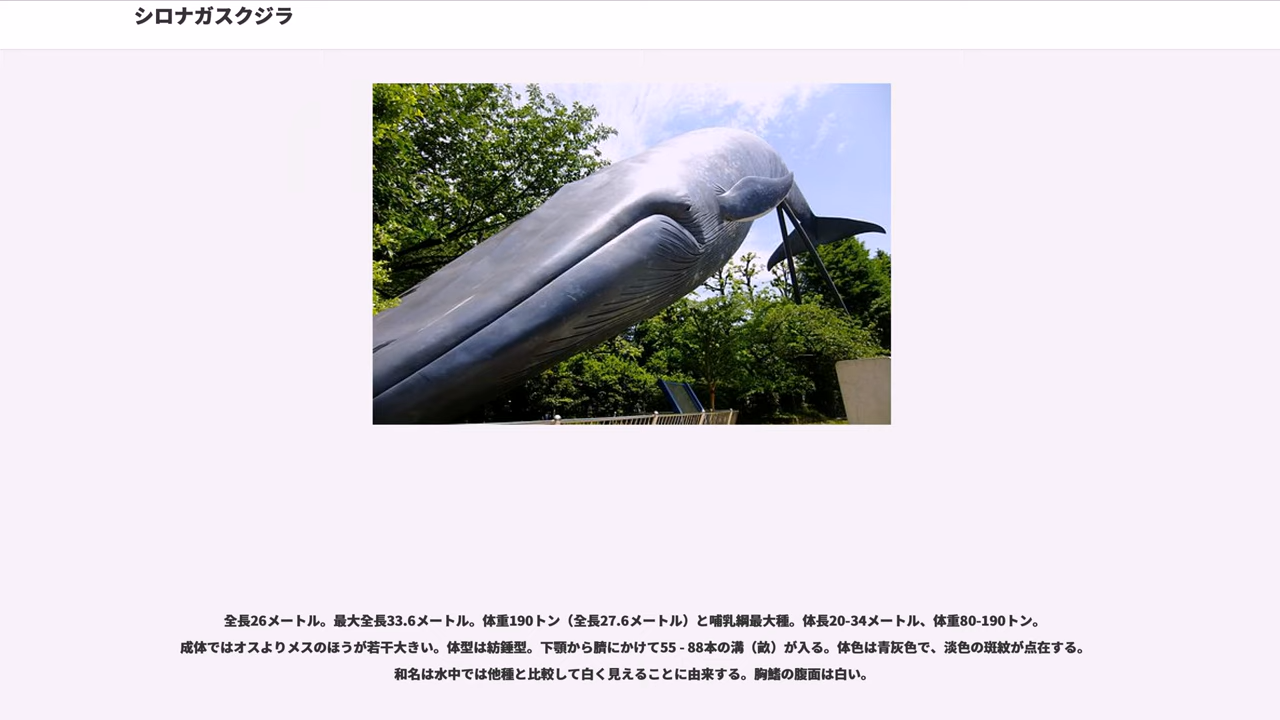 シロナガスクジラ
全長26メートル。最大全長33.6メートル。体重190トン（全長27.6メートル）と哺乳綱最大種。体長20-34メートル、体重80-190トン。
成体ではオスよりメスのほうが若干大きい。体型は紡錘型。下顎から臍にかけて55 - 88本の溝（畝）が入る。体色は青灰色で、淡色の斑紋が点在する。
和名は水中では他種と比較して白く見えることに由来する。胸鰭の腹面は白い。